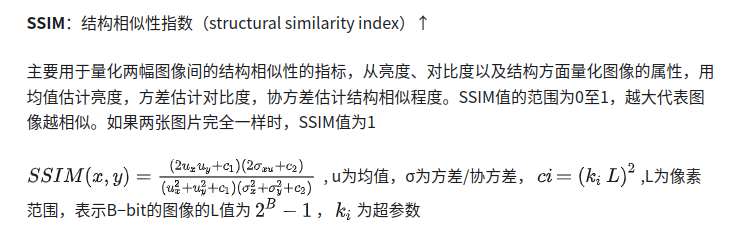 SSIM：结构相似性指数（structural similarity index）↑
主要用于量化两幅图像间的结构相似性的指标，从亮度、对比度以及结构方面量化图像的属性，用
均值估计亮度，方差估计对比度，协方差估计结构相似程度。SSIM值的范围为0至1，越大代表图
像越相似。如果两张图片完全一样时，SSIM值为1
$SSIM(x,y)=\frac{(2u_xu_y+c_1)(2\sigma_{xu}+c_2)}{(u_x^2+u_y^2+c_1)(\sigma_x^2+\sigma_y^2+c_2)}$ ，u为均值，σ为方差/协方差， $ci=(k_i\,L)^2$ ,L为像素
范围，表示B-bit的图像的L值为 $2^B-1$ ， $k_i$ 为超参数